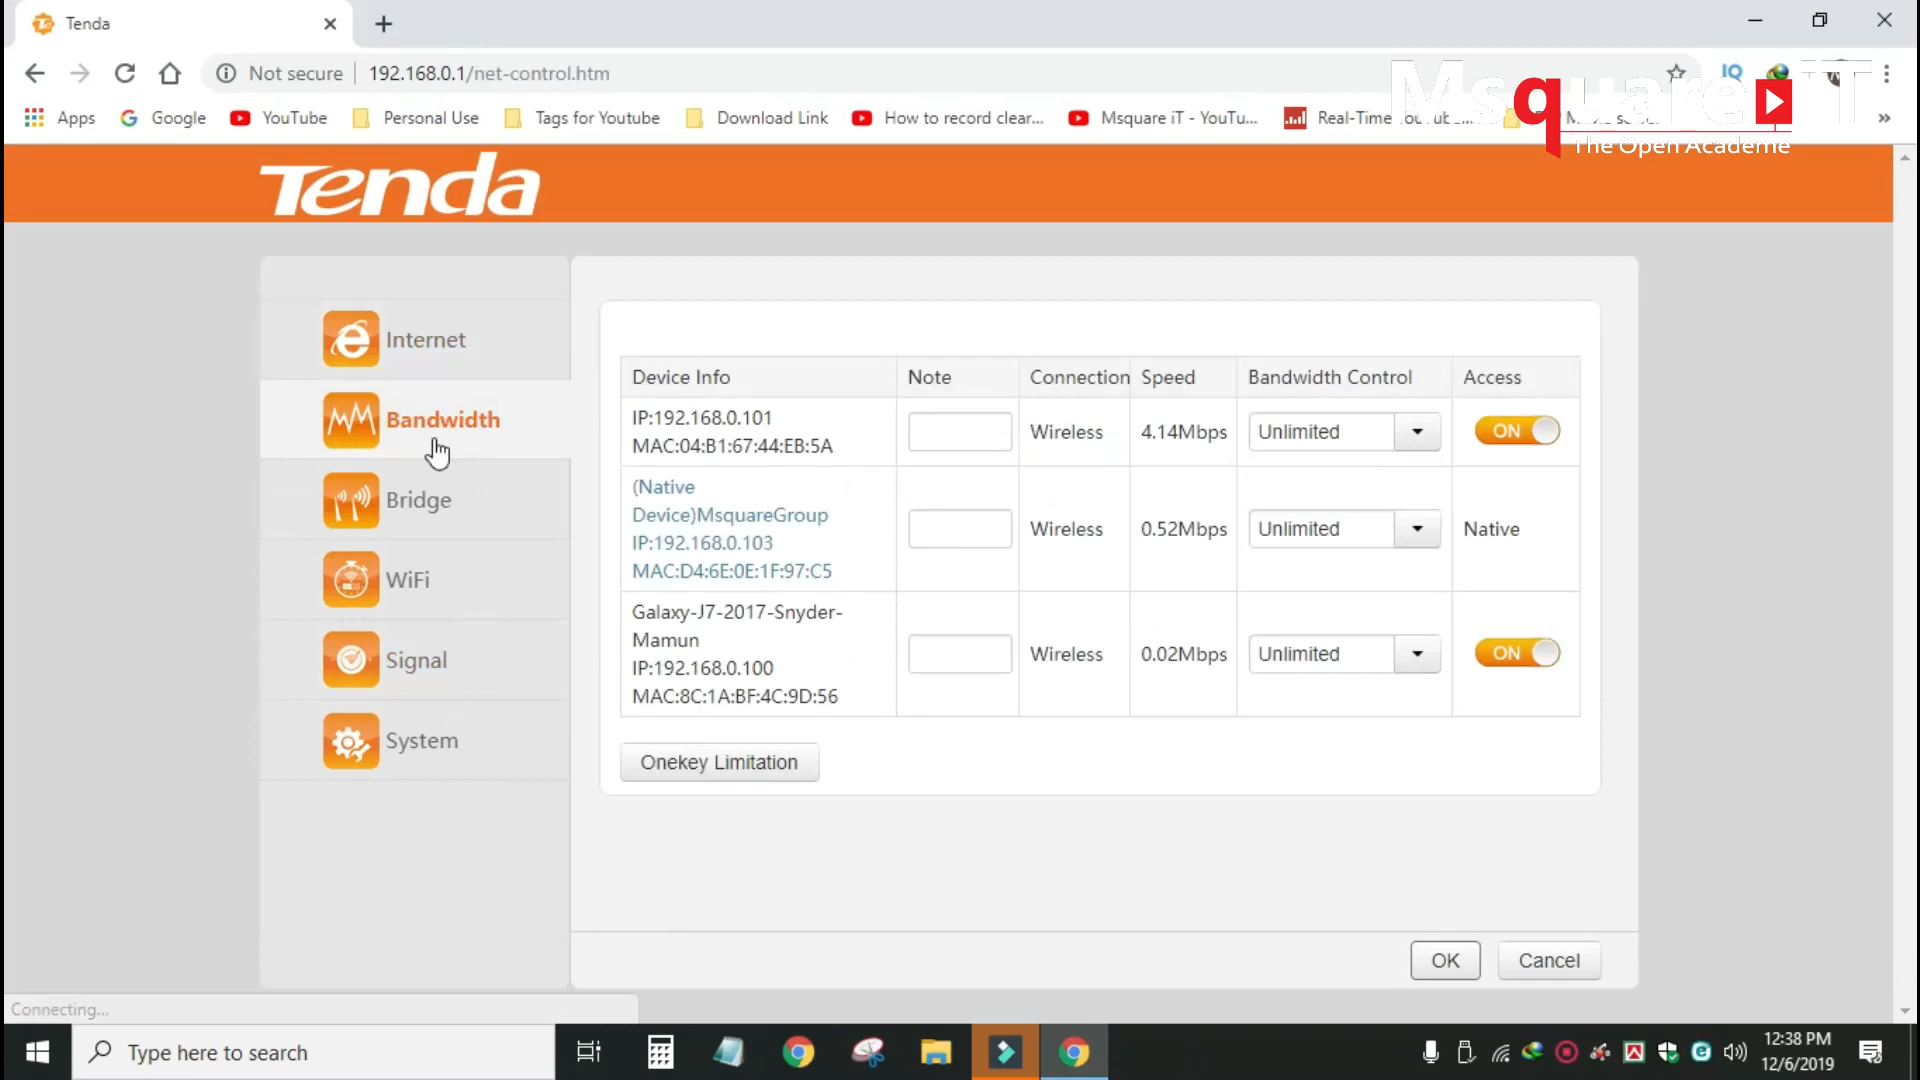 Tenda
Not secure
192.168.0.1/net-control.htm
IQ
Msquare iT
The Open Academe
Apps
Google
YouTube
Personal Use
Tags for Youtube
Download Link
How to record clear...
Msquare iT - YouTu...
Real-Time
Tenda
Internet
Bandwidth
Bridge
WiFi
Signal
System
Device Info Note Connection Speed Bandwidth Control Access
IP:192.168.0.101
MAC:04:B1:67:44:EB:5A
Wireless 4.14Mbps Unlimited ON
(Native
Device)MsquareGroup
IP:192.168.0.103
MAC:D4:6E:0E:1F:97:C5
Wireless 0.52Mbps Unlimited Native
Galaxy-J7-2017-Snyder-
Mamun
IP:192.168.0.100
MAC:8C:1A:BF:4C:9D:56
Wireless 0.02Mbps Unlimited ON
Onekey Limitation
OK Cancel
Connecting...
Type here to search
12:38 PM
12/6/2019